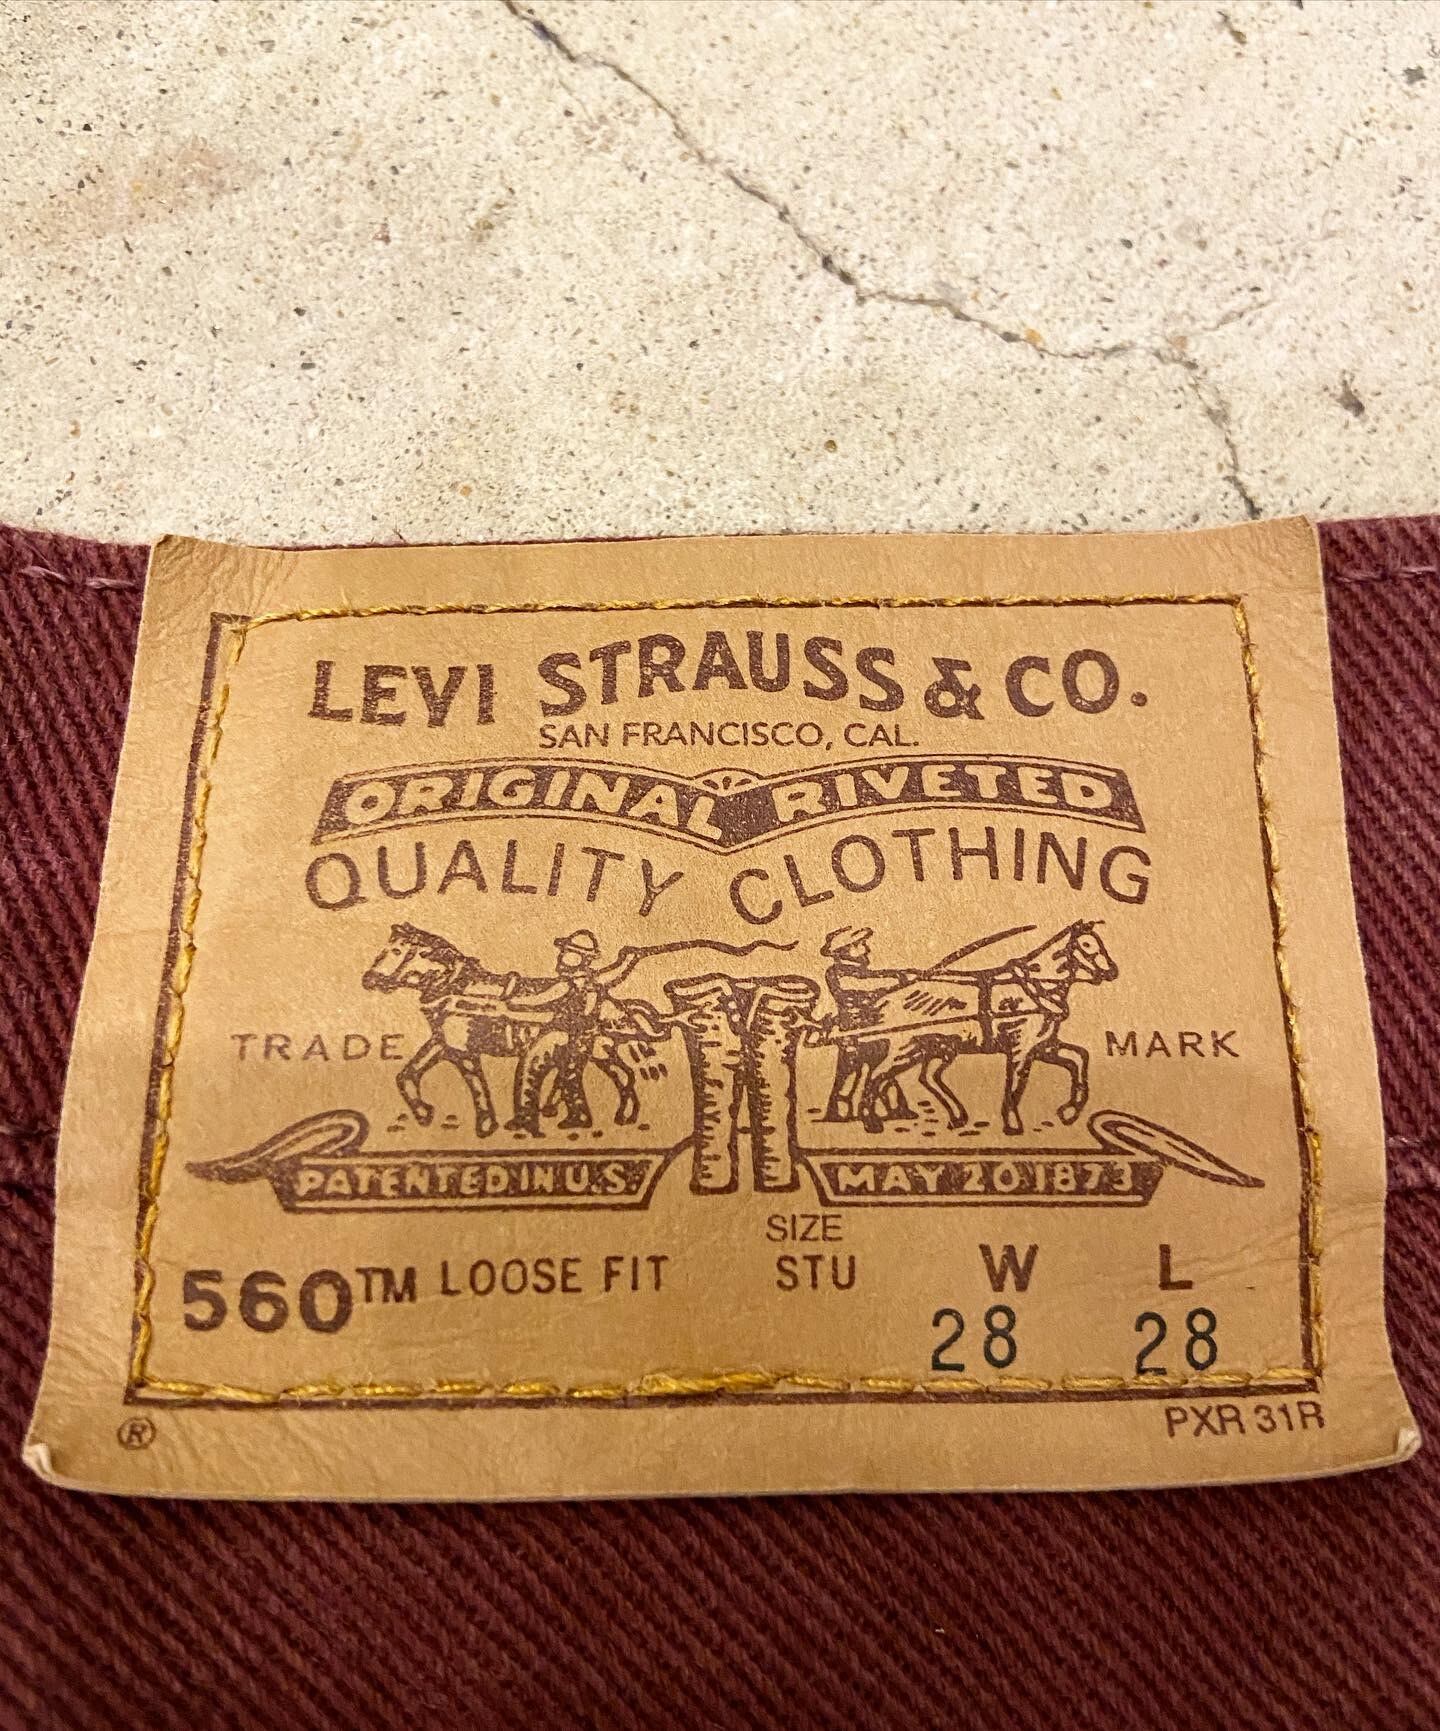 LEVI STRAUSS & CO.
SAN FRANCISCO, CAL.
ORIGINAL RIVETED
QUALITY CLOTHING
TRADE MARK
PATENTED IN U.S. MAY 20 1873
SIZE
560™ LOOSE FIT STU W L
28 28
® PXR 31R